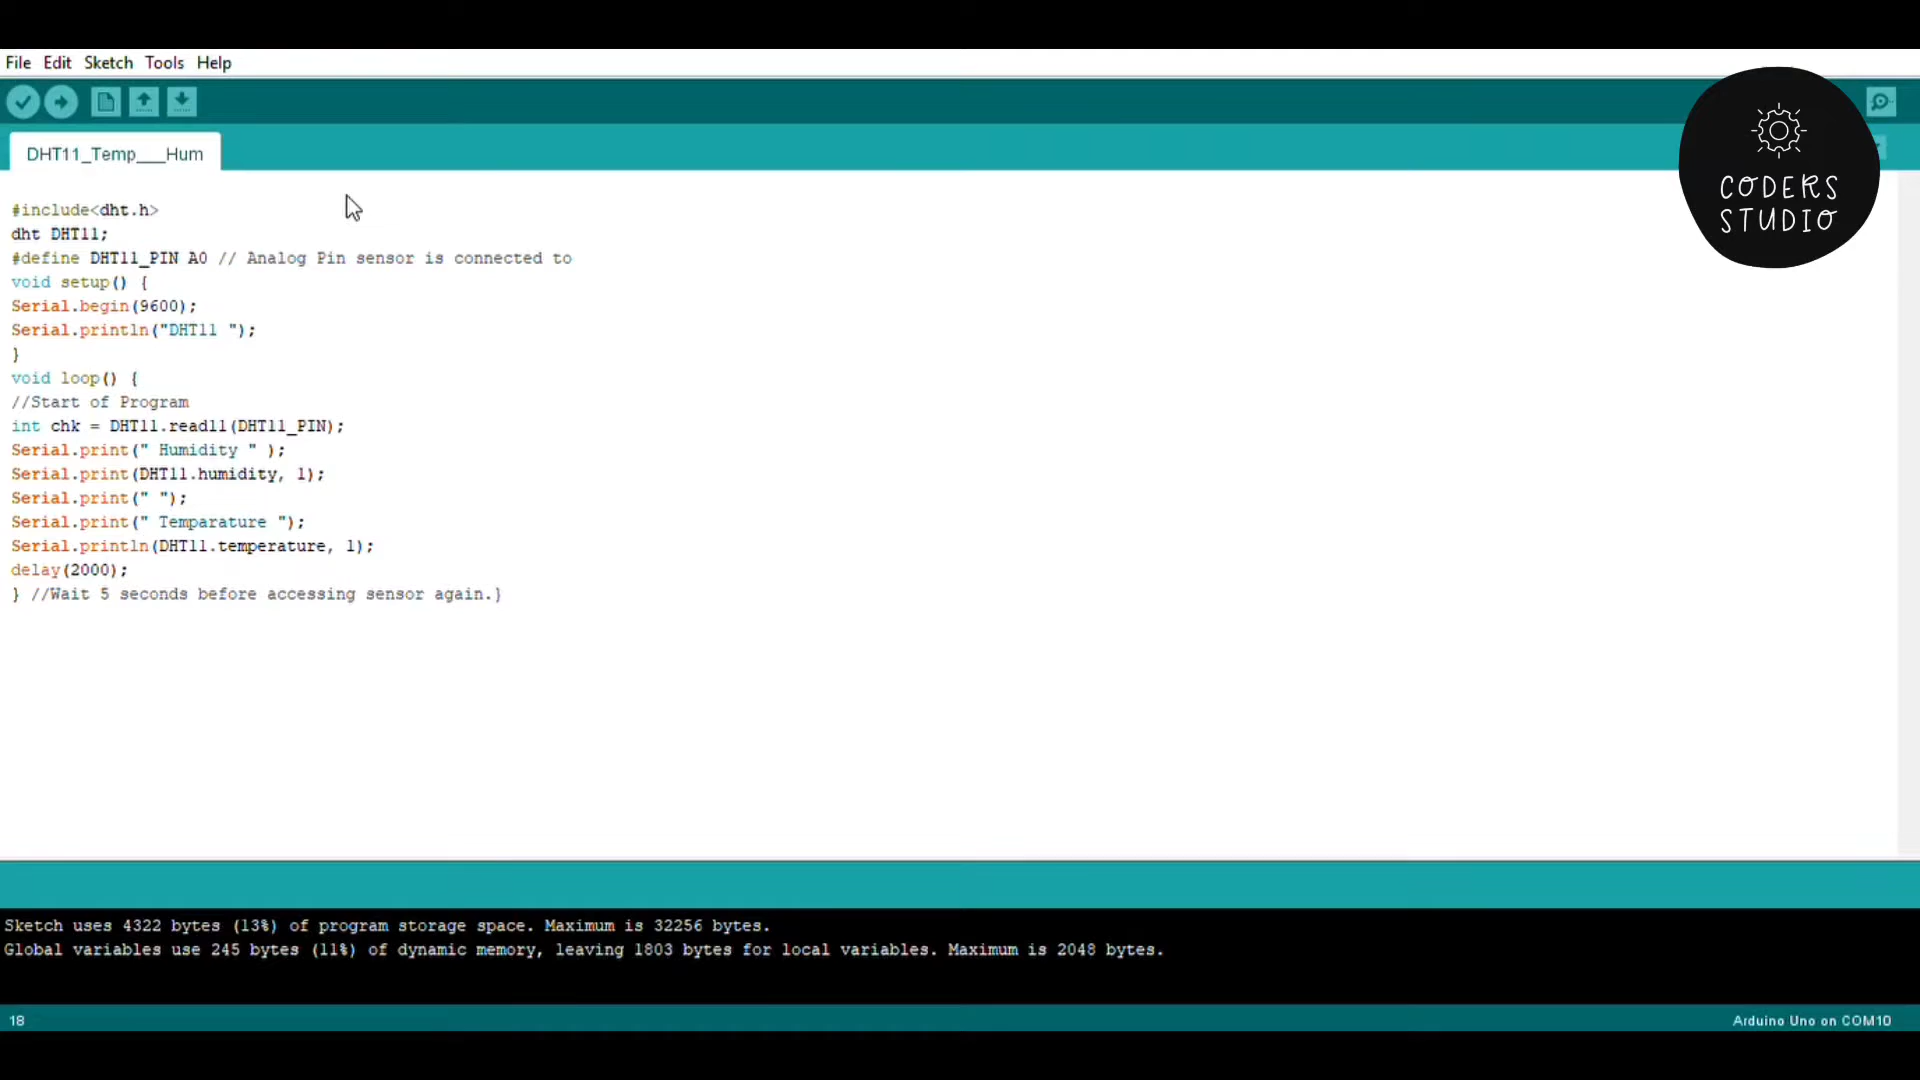 File Edit Sketch Tools Help
DHT11_Temp___Hum
CODERS
STUDIO
#include<dht.h>
dht DHT11;
#define DHT11_PIN A0 // Analog Pin sensor is connected to
void setup() {
Serial.begin(9600);
Serial.println("DHT11 ");
}
void loop() {
//Start of Program
int chk = DHT11.read11(DHT11_PIN);
Serial.print(" Humidity " );
Serial.print(DHT11.humidity, 1);
Serial.print(" ");
Serial.print(" Temparature ");
Serial.println(DHT11.temperature, 1);
delay(2000);
} //Wait 5 seconds before accessing sensor again.}
Sketch uses 4322 bytes (13%) of program storage space. Maximum is 32256 bytes.
Global variables use 245 bytes (11%) of dynamic memory, leaving 1803 bytes for local variables. Maximum is 2048 bytes.
18
Arduino Uno on COM10